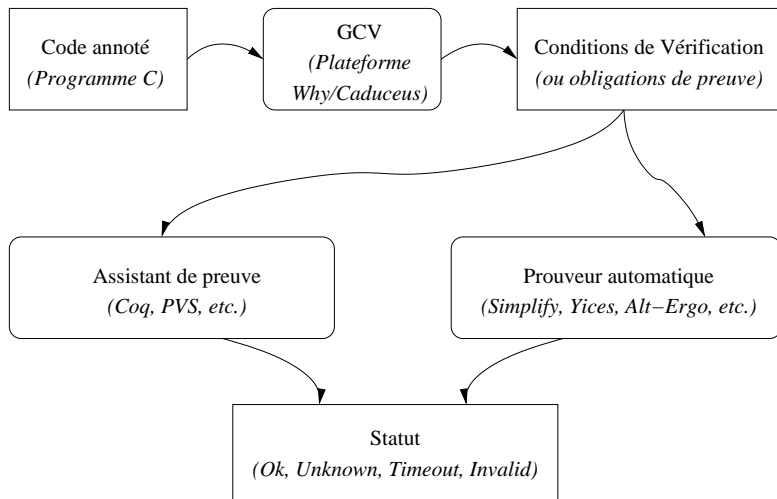 Code annoté
(Programme C)
GCV
(Plateforme
Why/Caduceus)
Conditions de Vérification
(ou obligations de preuve)
Assistant de preuve
(Coq, PVS, etc.)
Prouveur automatique
(Simplify, Yices, Alt−Ergo, etc.)
Statut
(Ok, Unknown, Timeout, Invalid)